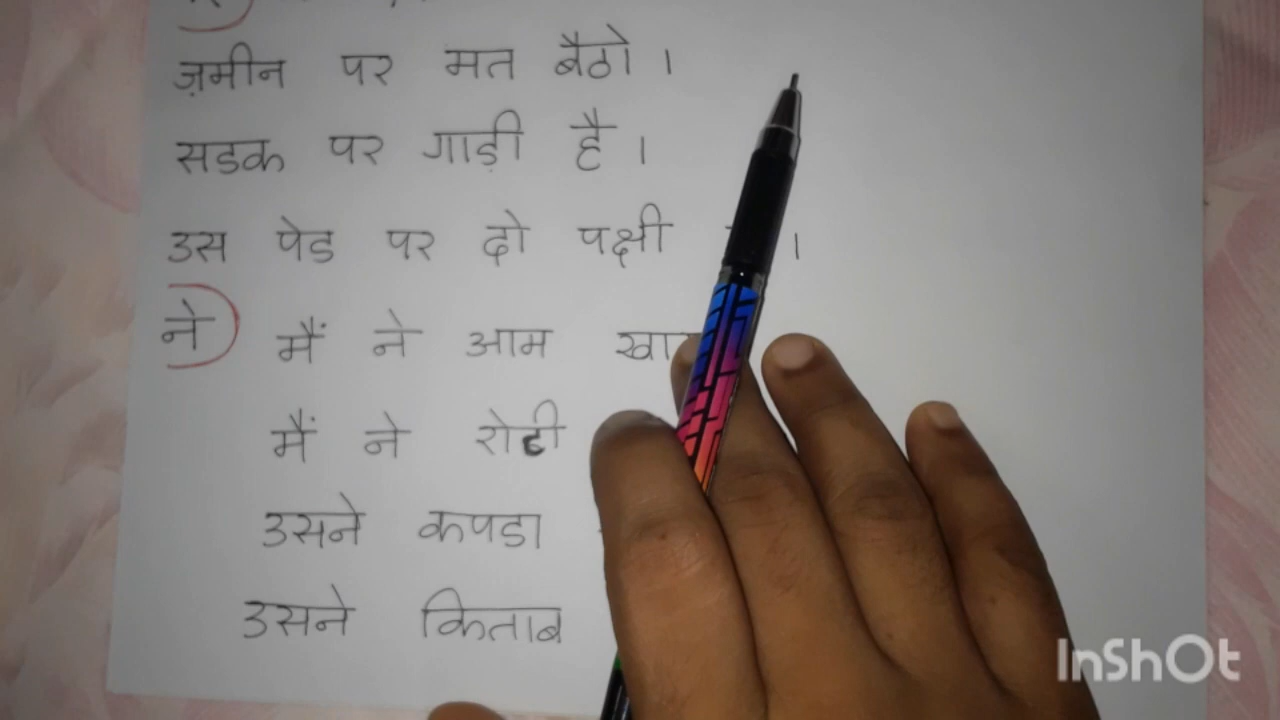 ज़मीन पर मत बैठो ।
सडक पर गाड़ी है ।
उस पेड पर दो पक्षी ।
ने) मैं ने आम
मैं ने रोटी
उसने कपडा
उसने किताब
InShOt